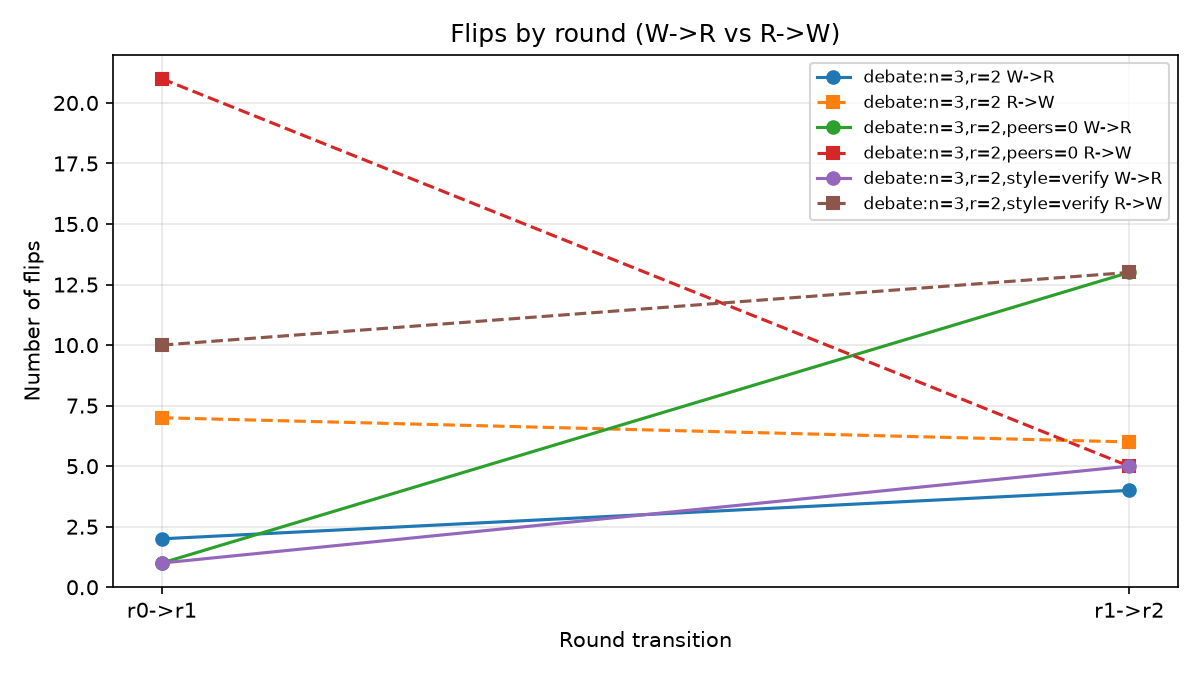 Flips by round (W->R vs R->W)
debate:n=3,r=2 W->R
debate:n=3,r=2 R->W
debate:n=3,r=2,peers=0 W->R
debate:n=3,r=2,peers=0 R->W
debate:n=3,r=2,style=verify W->R
debate:n=3,r=2,style=verify R->W
Number of flips
20.0
17.5
15.0
12.5
10.0
7.5
5.0
2.5
0.0
r0->r1
r1->r2
Round transition